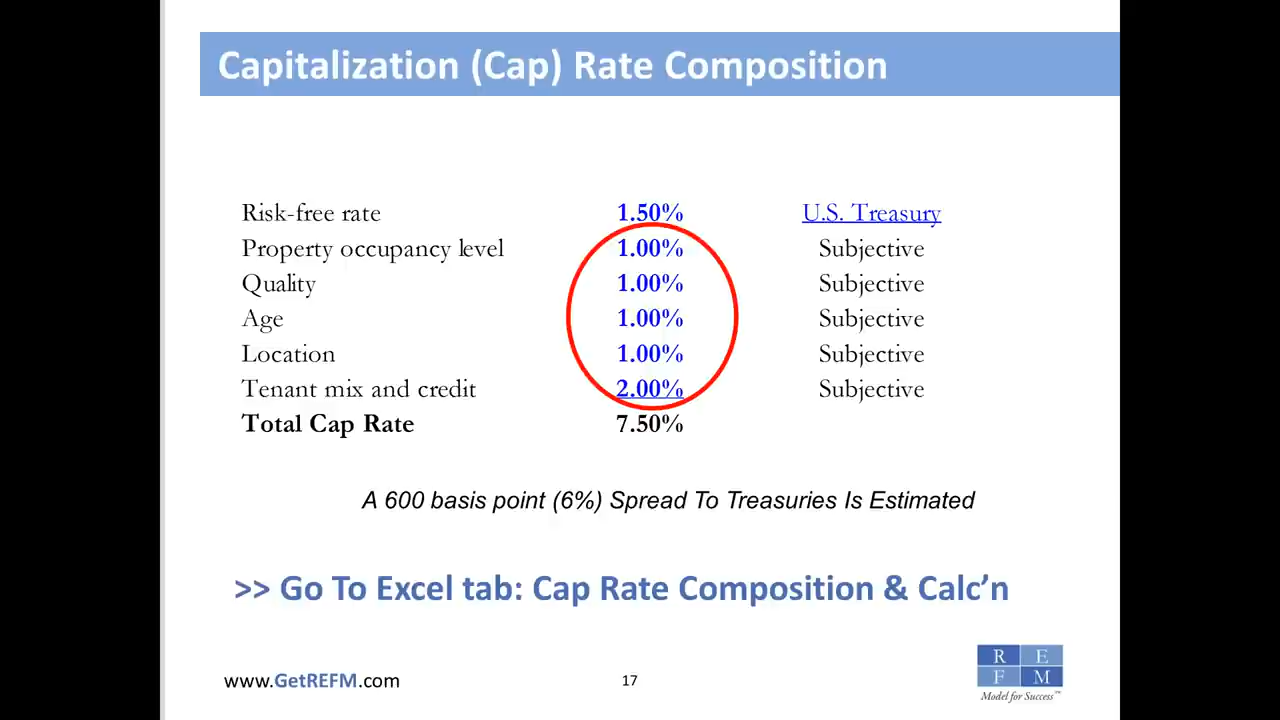 Capitalization (Cap) Rate Composition
Risk-free rate 1.50% U.S. Treasury
Property occupancy level 1.00% Subjective
Quality 1.00% Subjective
Age 1.00% Subjective
Location 1.00% Subjective
Tenant mix and credit 2.00% Subjective
Total Cap Rate 7.50%
A 600 basis point (6%) Spread To Treasuries Is Estimated
>> Go To Excel tab: Cap Rate Composition & Calc’n
www.GetREFM.com
17
R E
F M
Model for Success™